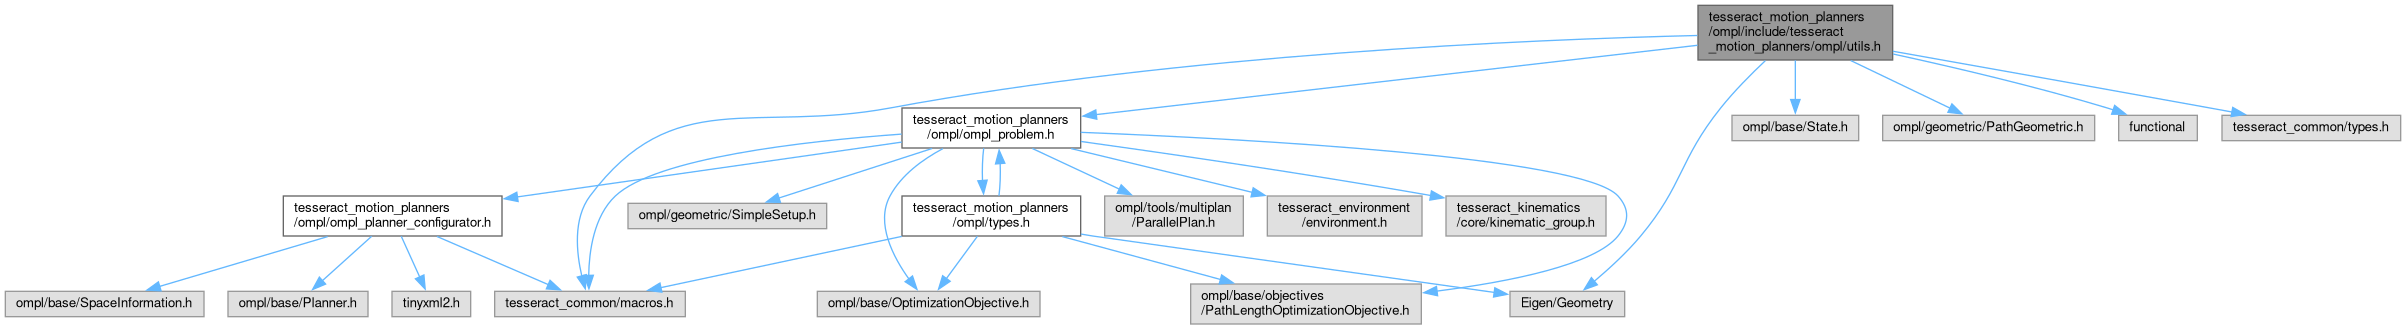 tesseract_motion_planners
/ompl/include/tesseract
_motion_planners/ompl/utils.h
tesseract_motion_planners
/ompl/ompl_problem.h
ompl/base/State.h
ompl/geometric/PathGeometric.h
functional
tesseract_common/types.h
tesseract_motion_planners
/ompl/ompl_planner_configurator.h
ompl/geometric/SimpleSetup.h
tesseract_motion_planners
/ompl/types.h
ompl/tools/multiplan
/ParallelPlan.h
tesseract_environment
/environment.h
tesseract_kinematics
/core/kinematic_group.h
ompl/base/SpaceInformation.h
ompl/base/Planner.h
tinyxml2.h
tesseract_common/macros.h
ompl/base/OptimizationObjective.h
ompl/base/objectives
/PathLengthOptimizationObjective.h
Eigen/Geometry